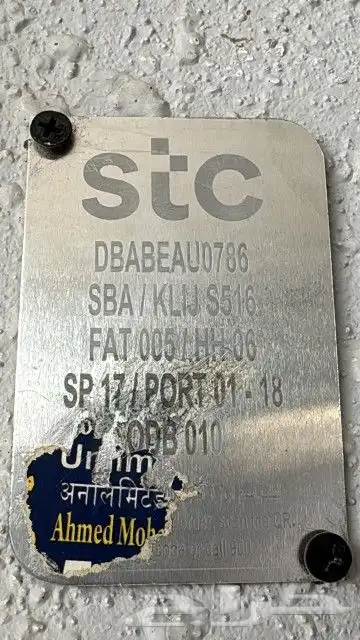 stc
DBABEAU0786
SBA / KLIJ S516
FAT 005 / HH 06
SP 17 / PORT 01 - 18
ODB 010
अनालिमिटेड
Ahmed Moh
حراج